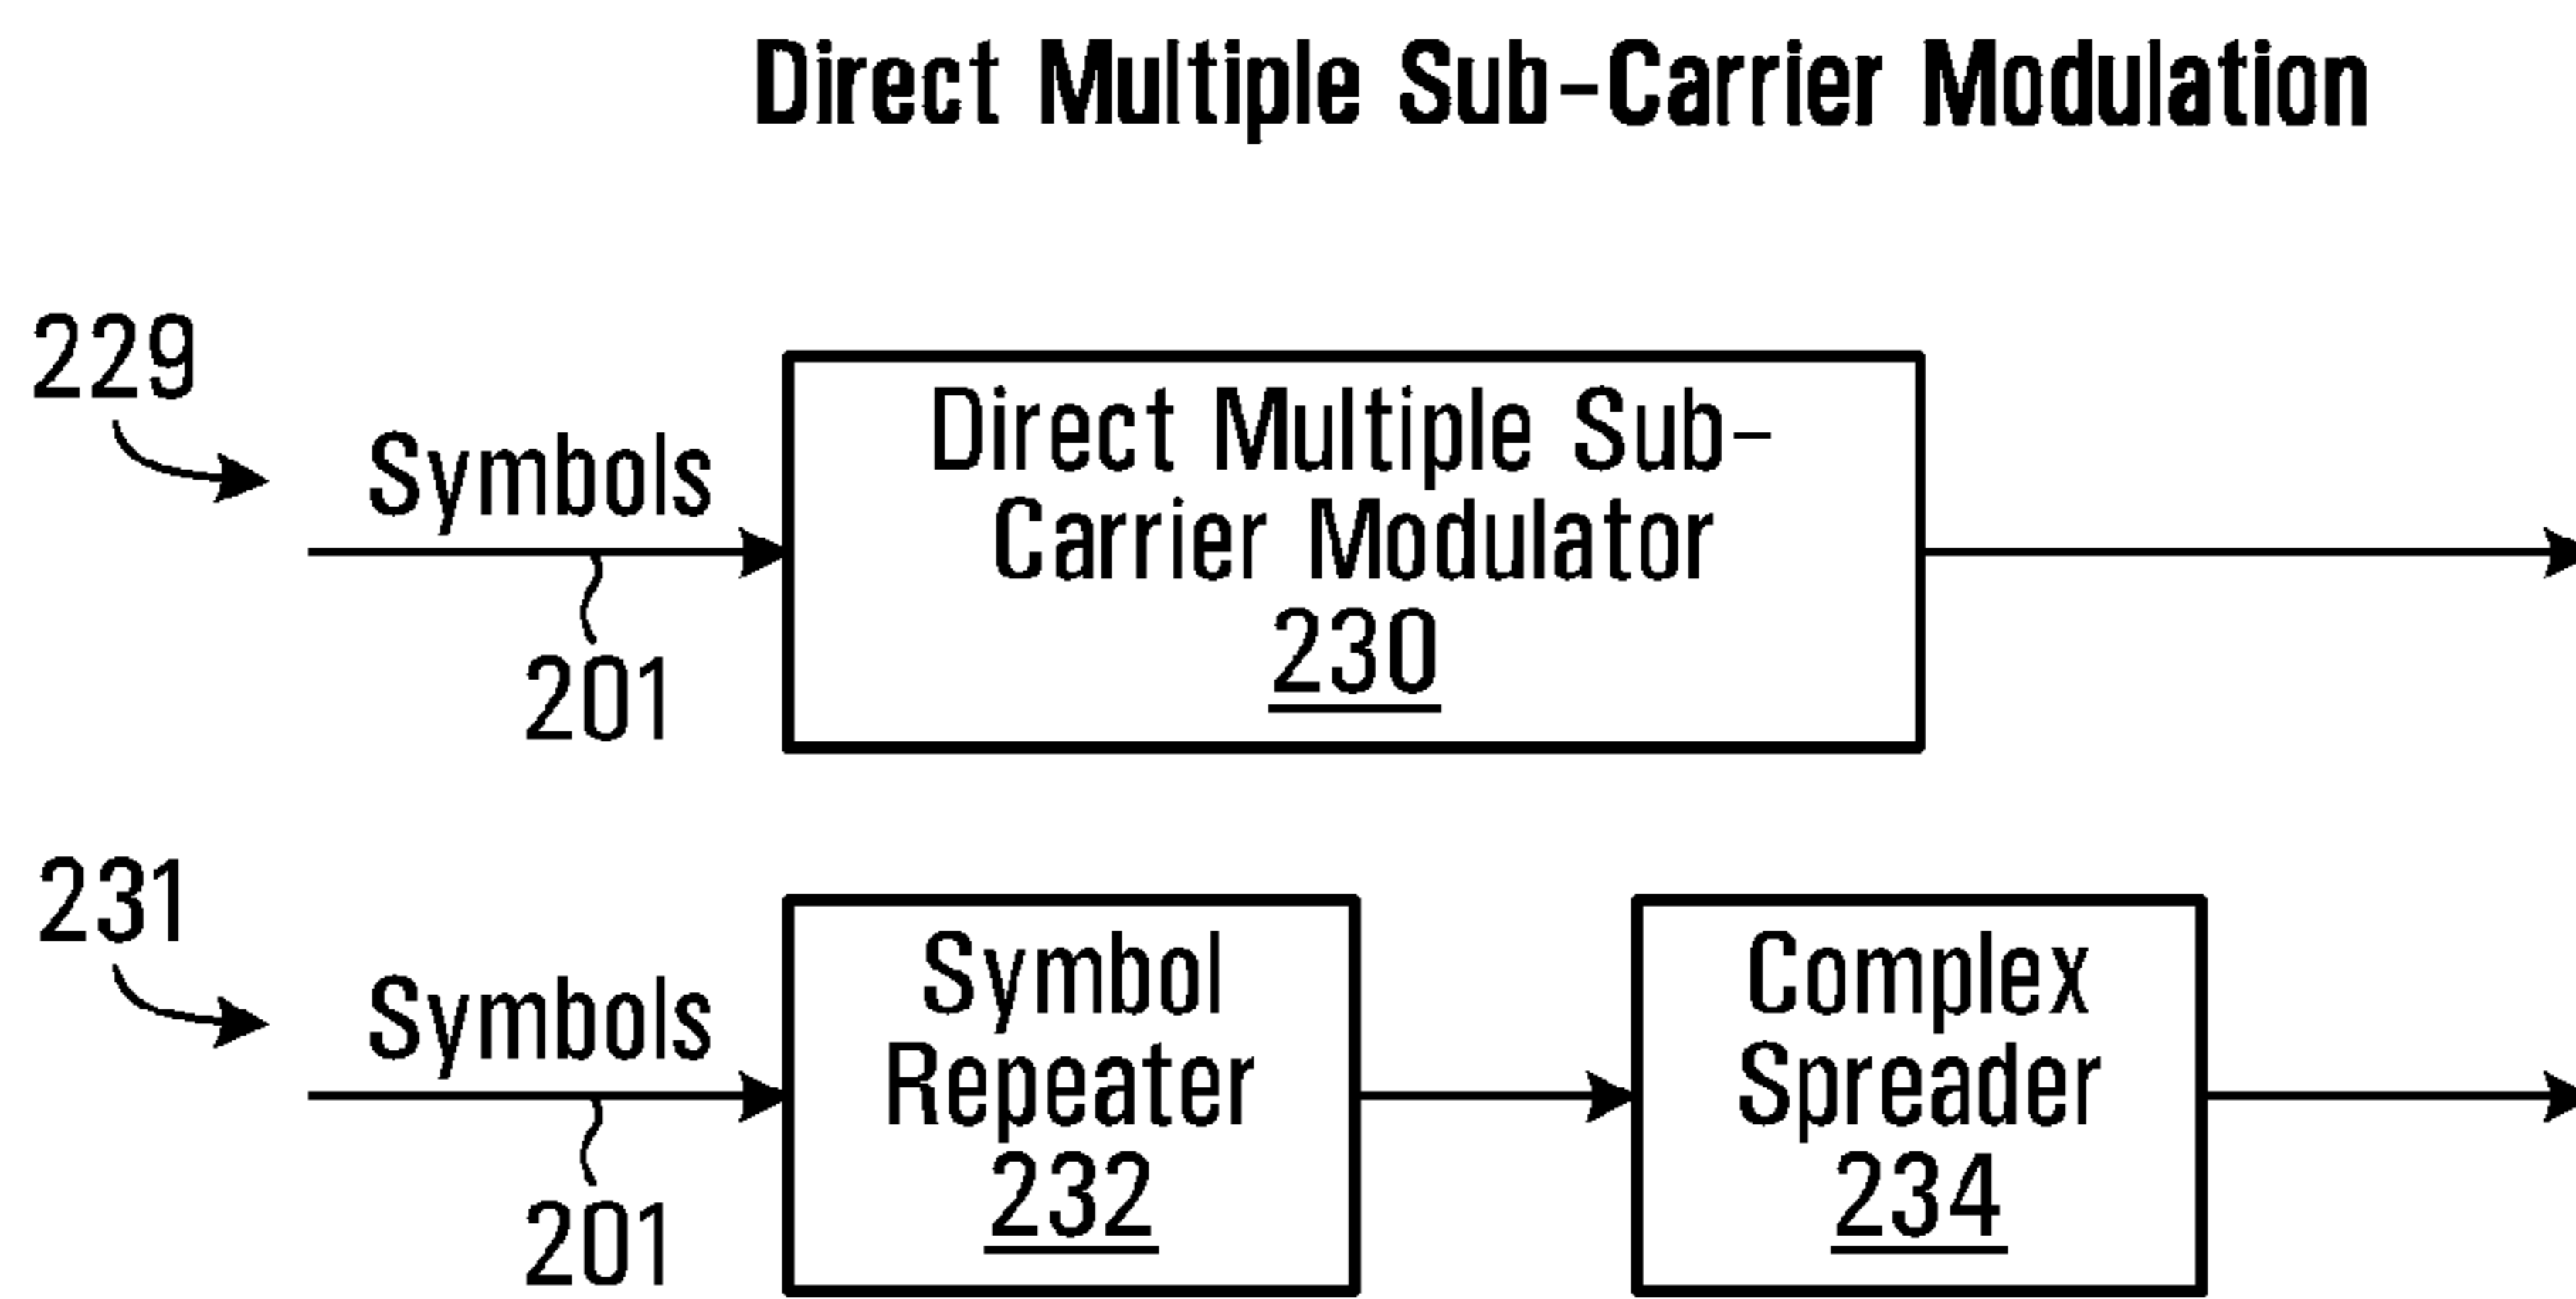 Direct Multiple Sub-Carrier Modulation
229
Symbols
201
Direct Multiple Sub-
Carrier Modulator
230
231
Symbols
201
Symbol
Repeater
232
Complex
Spreader
234